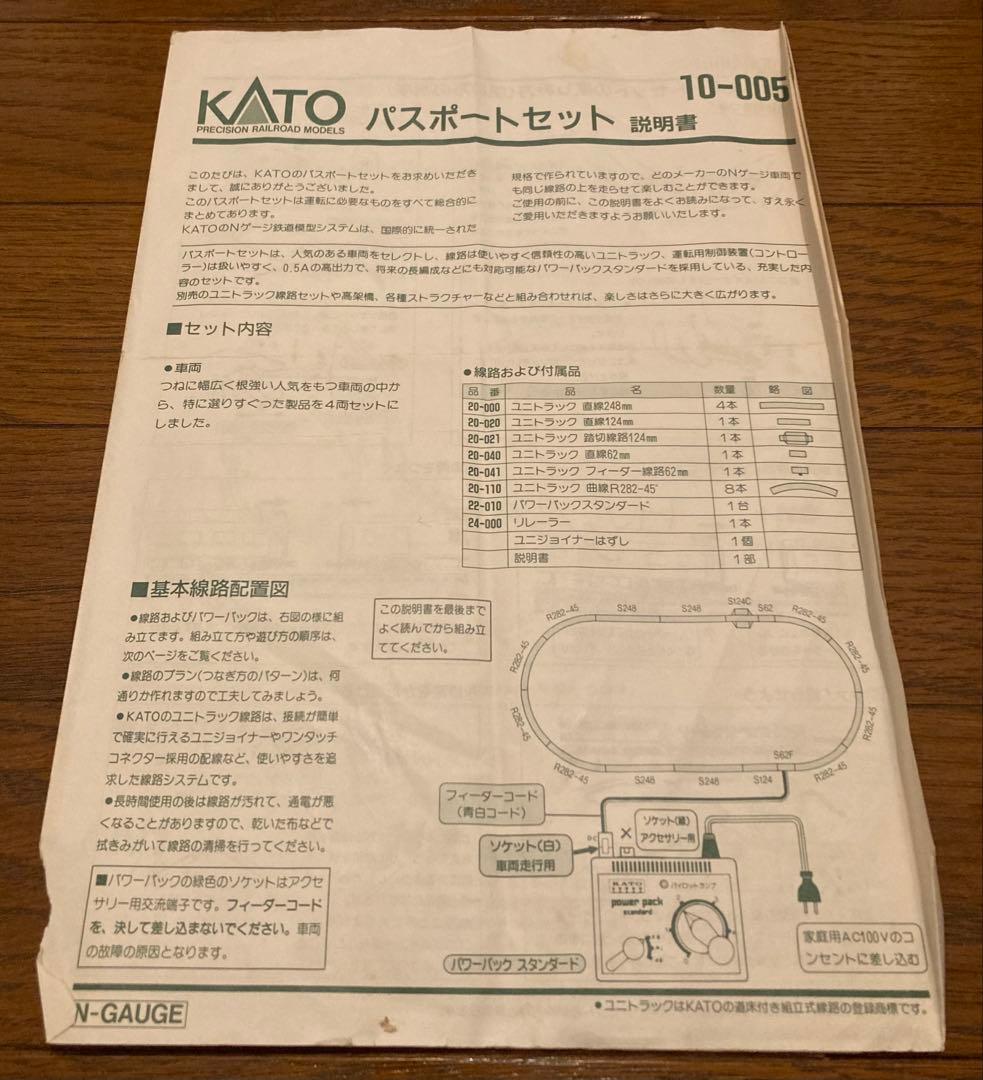 KATO
PRECISION RAILROAD MODELS
パスポートセット 説明書
10-005
このたびは、KATOのパスポートセットをお求めいただき
まして、誠にありがとうございました。
このパスポートセットは運転に必要なものをすべて総合的に
まとめてあります。
KATOのNゲージ鉄道模型システムは、国際的に統一された
規格で作られていますので、どのメーカーのNゲージ車両で
も同じ線路の上を走らせて楽しむことができます。
ご使用の前に、この説明書をよくお読みになって、すえ永く
ご愛用いただきますようお願いいたします。
パスポートセットは、人気のある車両をセレクトし、線路は使いやすく信頼性の高いユニトラック、運転用制御装置(コントロー
ラー)は扱いやすく、0.5Aの高出力で、将来の長編成などにも対応可能なパワーパックスタンダードを採用している、充実した内
容のセットです。
別売のユニトラック線路セットや高架橋、各種ストラクチャーなどと組み合わせれば、楽しさはさらに大きく広がります。
■セット内容
●車両
つねに幅広く根強い人気をもつ車両の中か
ら、特に選りすぐった製品を4両セットに
しました。
●線路および付属品
品番 品名 数量 略図
20-000 ユニトラック 直線248mm 4本
20-020 ユニトラック 直線124mm 1本
20-021 ユニトラック 踏切線路124mm 1本
20-040 ユニトラック 直線62mm 1本
20-041 ユニトラック フィーダー線路62mm 1本
20-110 ユニトラック 曲線R282-45° 8本
22-010 パワーパックスタンダード 1台
24-000 リレーラー 1本
ユニジョイナーはずし 1個
説明書 1部
■基本線路配置図
●線路およびパワーパックは、右図の様に組
み立てます。組み立て方や遊び方の順序は、
次のページをご覧ください。
●線路のプラン(つなぎ方のパターン)は、何
通りか作れますので工夫してみましょう。
●KATOのユニトラック線路は、接続が簡単
で確実に行えるユニジョイナーやワンタッチ
コネクター採用の配線など、使いやすさを追
求した線路システムです。
●長時間使用の後は線路が汚れて、通電が悪
くなることがありますので、乾いた布などで
拭きみがいて線路の清掃を行ってください。
■パワーパックの緑色のソケットはアクセ
サリー用交流端子です。フィーダーコード
を、決して差し込まないでください。車両
の故障の原因となります。
この説明書を最後まで
よく読んでから組み立
ててください。
R282-45
S248
S248
S124C
S62
R282-45
R282-45
R282-45
R282-45
R282-45
R282-45
S248
S248
S124
S62F
R282-45
フィーダーコード
(青白コード)
ソケット(白)
車両走行用
DC
ソケット(緑)
アクセサリー用
KATO
パイロットランプ
power pack
standard
パワーパック スタンダード
家庭用AC100Vのコ
ンセントに差し込む
N-GAUGE
●ユニトラックはKATOの道床付き組立式線路の登録商標です。